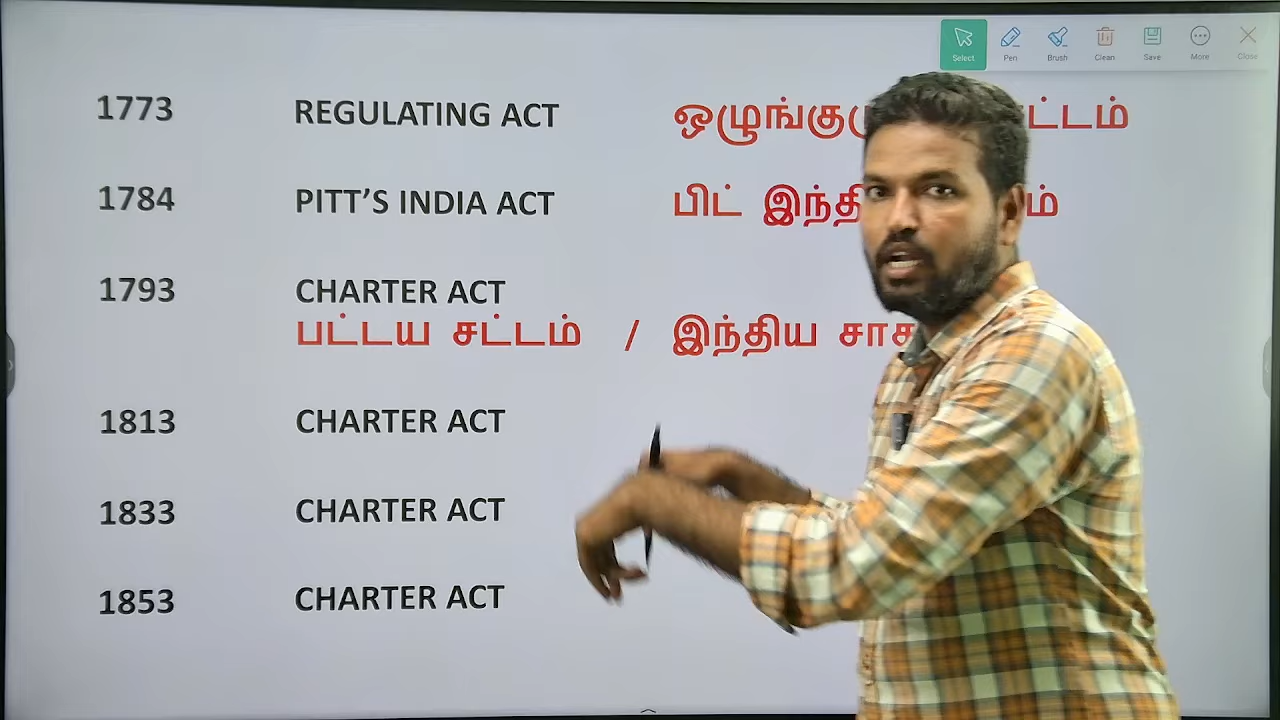 Select Pen Brush Clean Save More Close
1773 REGULATING ACT
1784 PITT’S INDIA ACT பிட்
1793 CHARTER ACT
பட்டய சட்டம் / இந்திய
1813 CHARTER ACT
1833 CHARTER ACT
1853 CHARTER ACT